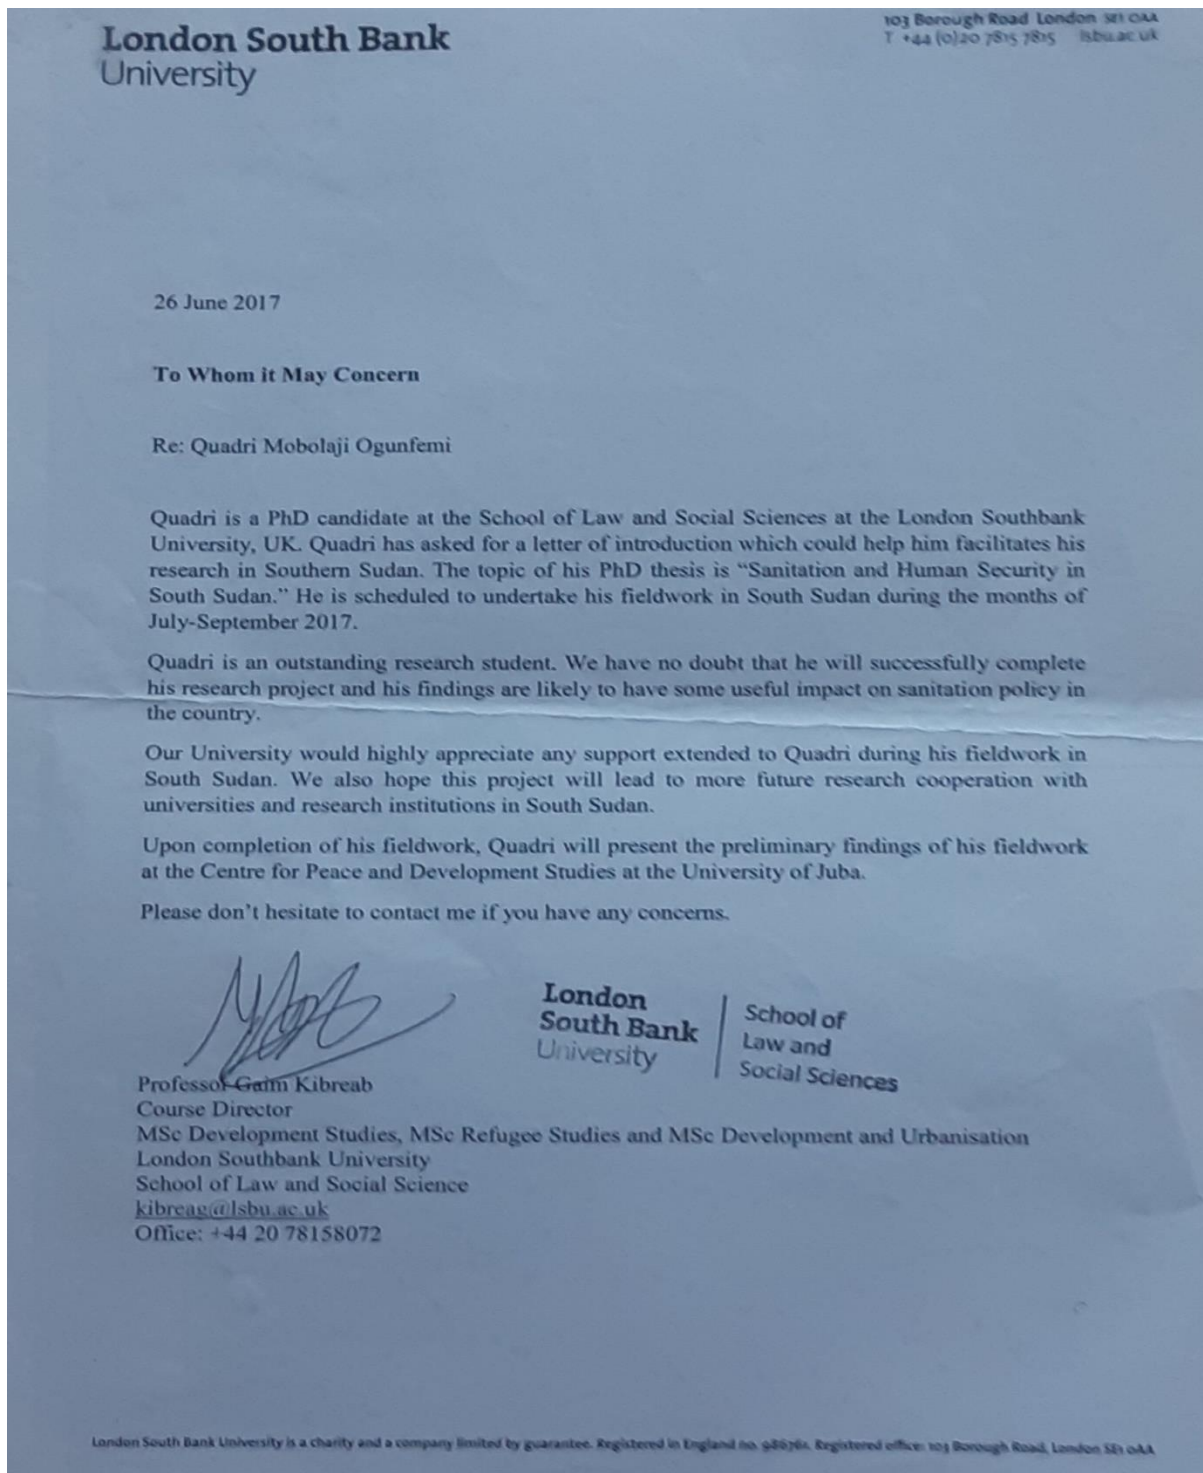 London South Bank
University
103 Borough Road London SE1 0AA
T +44 (0)20 7815 7815 lsbu.ac.uk
26 June 2017
To Whom it May Concern
Re: Quadri Mobolaji Ogunfemi
Quadri is a PhD candidate at the School of Law and Social Sciences at the London Southbank
University, UK. Quadri has asked for a letter of introduction which could help him facilitates his
research in Southern Sudan. The topic of his PhD thesis is “Sanitation and Human Security in
South Sudan.” He is scheduled to undertake his fieldwork in South Sudan during the months of
July-September 2017.
Quadri is an outstanding research student. We have no doubt that he will successfully complete
his research project and his findings are likely to have some useful impact on sanitation policy in
the country.
Our University would highly appreciate any support extended to Quadri during his fieldwork in
South Sudan. We also hope this project will lead to more future research cooperation with
universities and research institutions in South Sudan.
Upon completion of his fieldwork, Quadri will present the preliminary findings of his fieldwork
at the Centre for Peace and Development Studies at the University of Juba.
Please don’t hesitate to contact me if you have any concerns.
London
South Bank
University
School of
Law and
Social Sciences
Professor Gaim Kibreab
Course Director
MSc Development Studies, MSc Refugee Studies and MSc Development and Urbanisation
London Southbank University
School of Law and Social Science
kibreag@lsbu.ac.uk
Office: +44 20 78158072
London South Bank University is a charity and a company limited by guarantee. Registered in England no. 986761. Registered office: 103 Borough Road, London SE1 0AA